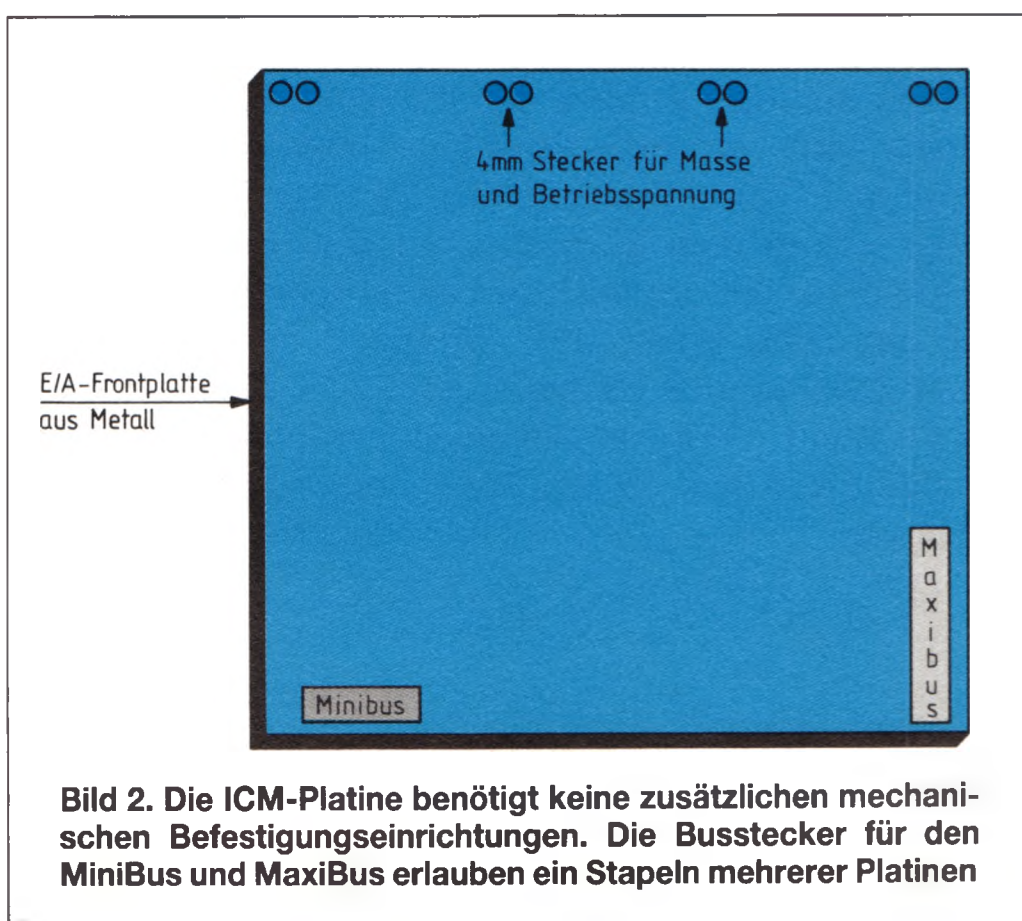 4mm Stecker für Masse
und Betriebsspannung
E/A-Frontplatte
aus Metall
Maxibus
Minibus
Bild 2. Die ICM-Platine benötigt keine zusätzlichen mechani-
schen Befestigungseinrichtungen. Die Busstecker für den
MiniBus und MaxiBus erlauben ein Stapeln mehrerer Platinen